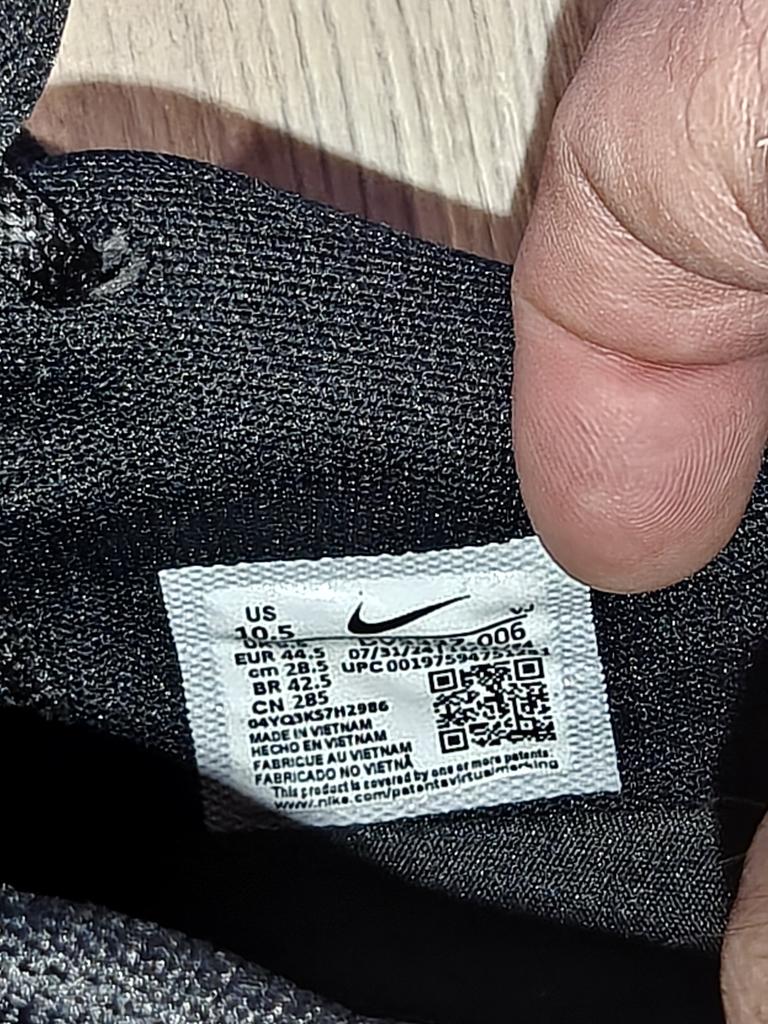 US
10.5
EUR 44.5
cm 28.5
BR 42.5
CN 285
006
UPC
04YQ3KS7H2986
MADE IN VIETNAM
HECHO EN VIETNAM
FABRIQUE AU VIETNAM
FABRICADO NO VIETNÃ
This product is covered by one or more patents:
www.nike.com/patentsvirtualmarking